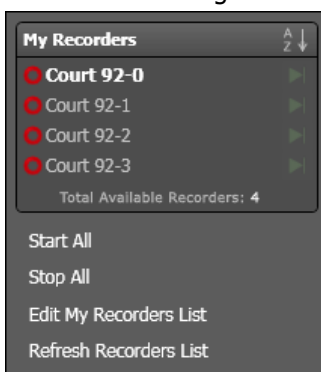 My Recorders A
Z
Court 92-0
Court 92-1
Court 92-2
Court 92-3
Total Available Recorders: 4
Start All
Stop All
Edit My Recorders List
Refresh Recorders List